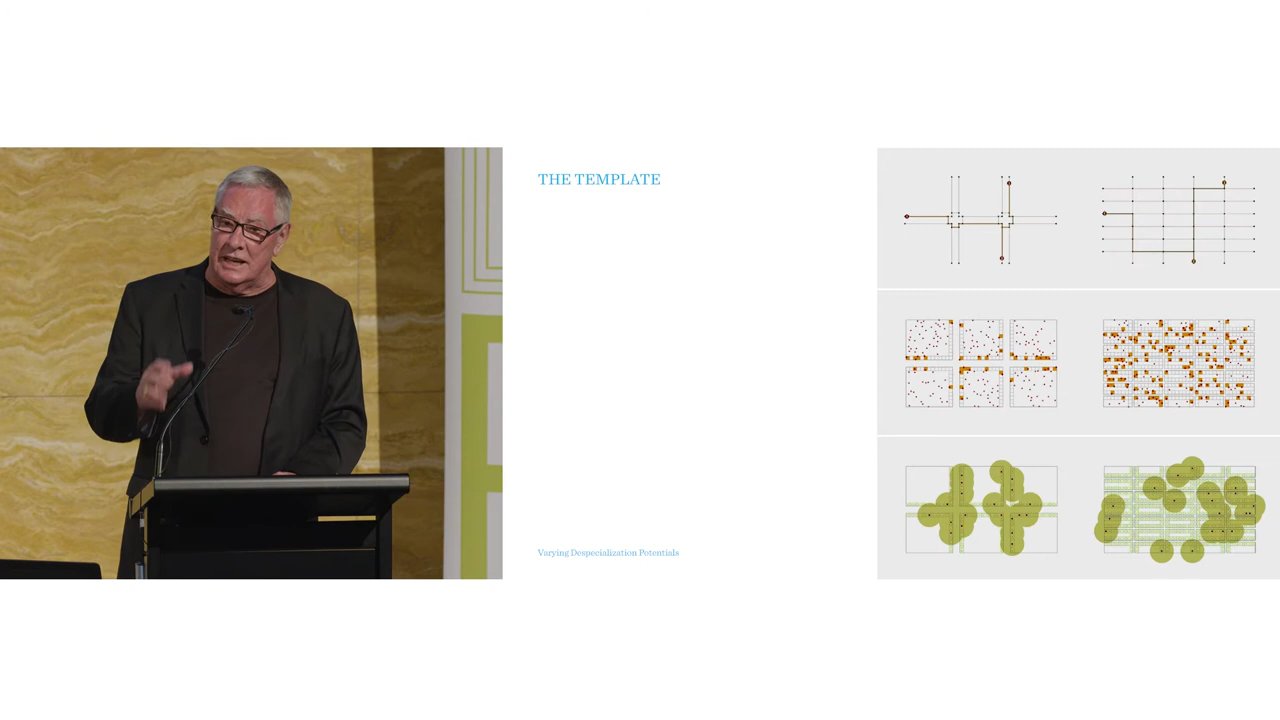 THE TEMPLATE
Varying Despecialization Potentials